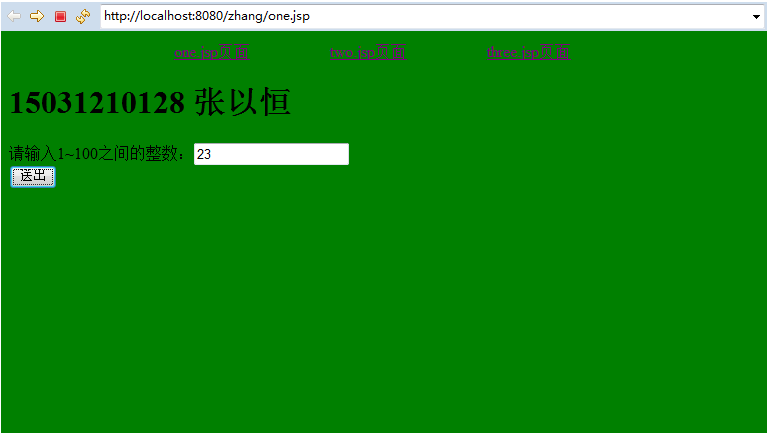 http://localhost:8080/zhang/one.jsp
one.jsp页面 two.jsp页面 three.jsp页面
15031210128 张以恒
请输入1~100之间的整数：23
送出